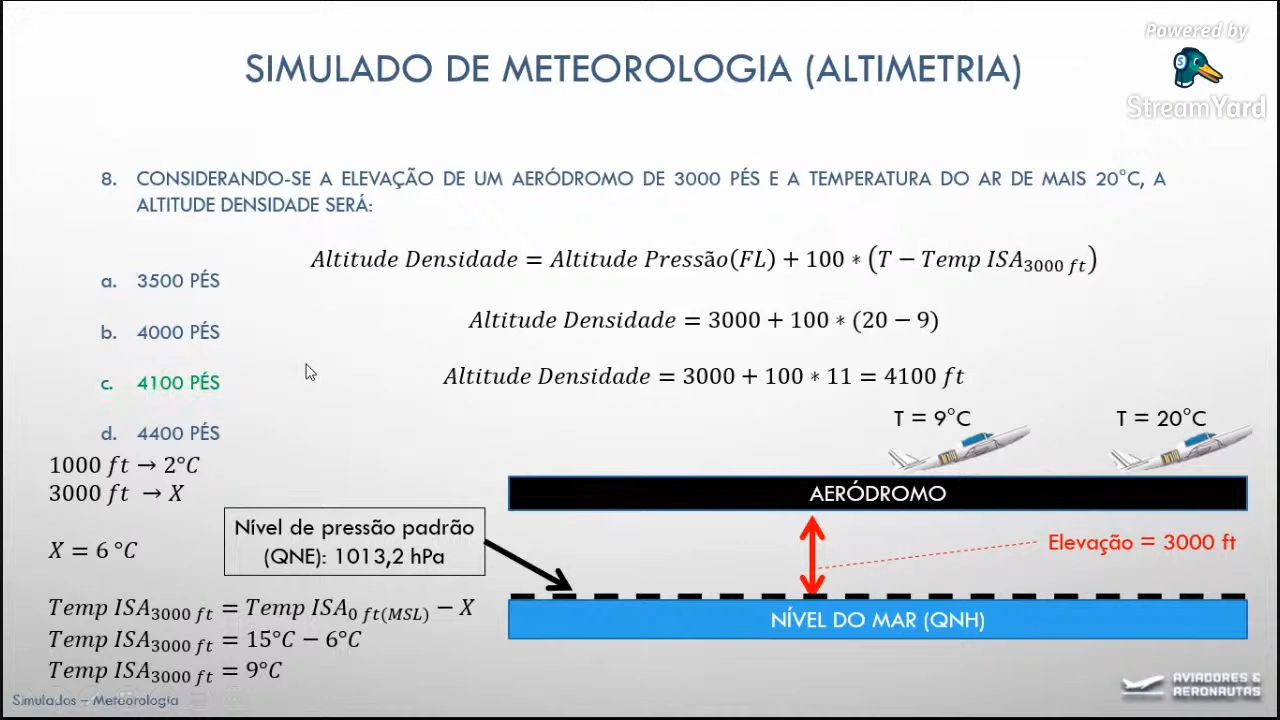 Powered by
StreamYard
SIMULADO DE METEOROLOGIA (ALTIMETRIA)
8. CONSIDERANDO-SE A ELEVAÇÃO DE UM AERÓDROMO DE 3000 PÉS E A TEMPERATURA DO AR DE MAIS 20°C, A
ALTITUDE DENSIDADE SERÁ:
Altitude Densidade = Altitude Pressão(FL) + 100 * (T − Temp ISA3000 ft)
a. 3500 PÉS
Altitude Densidade = 3000 + 100 * (20 − 9)
b. 4000 PÉS
Altitude Densidade = 3000 + 100 * 11 = 4100 ft
c. 4100 PÉS
T = 9°C
T = 20°C
d. 4400 PÉS
1000 ft → 2°C
3000 ft → X
X = 6 °C
AERÓDROMO
Nível de pressão padrão
(QNE): 1013,2 hPa
Elevação = 3000 ft
NÍVEL DO MAR (QNH)
Temp ISA3000 ft = Temp ISA0 ft(MSL) − X
Temp ISA3000 ft = 15°C − 6°C
Temp ISA3000 ft = 9°C
Simulados – Meteorologia
AVIADORES E
AERONAUTAS